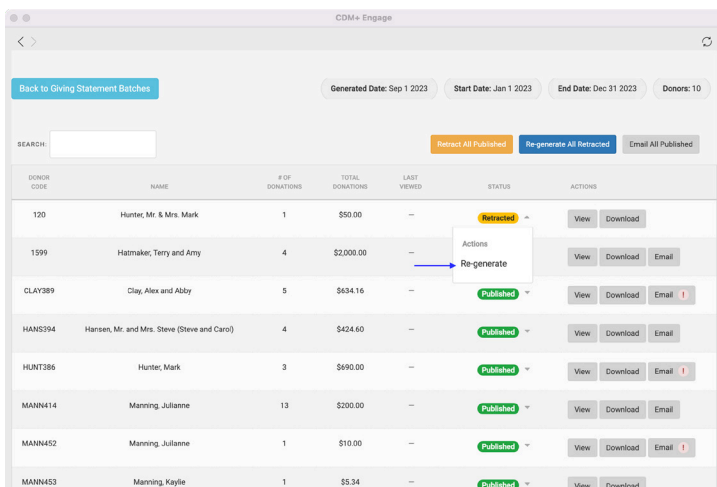 CDM+ Engage
Back to Giving Statement Batches
Generated Date: Sep 1 2023
Start Date: Jan 1 2023
End Date: Dec 31 2023
Donors: 10
SEARCH:
Retract All Published
Re-generate All Retracted
Email All Published
DONOR CODE NAME # OF DONATIONS TOTAL DONATIONS LAST VIEWED STATUS ACTIONS
120 Hunter, Mr. & Mrs. Mark 1 $50.00 — Retracted View Download
Actions
Re-generate
1599 Hatmaker, Terry and Amy 4 $2,000.00 — View Download Email
CLAY389 Clay, Alex and Abby 5 $634.16 — Published View Download Email !
HANS394 Hansen, Mr. and Mrs. Steve (Steve and Carol) 4 $424.60 — Published View Download Email
HUNT386 Hunter, Mark 3 $690.00 — Published View Download Email !
MANN414 Manning, Julianne 13 $200.00 — Published View Download Email
MANN452 Manning, Juilanne 1 $10.00 — Published View Download Email !
MANN453 Manning, Kaylie 1 $5.34 — Published View Download